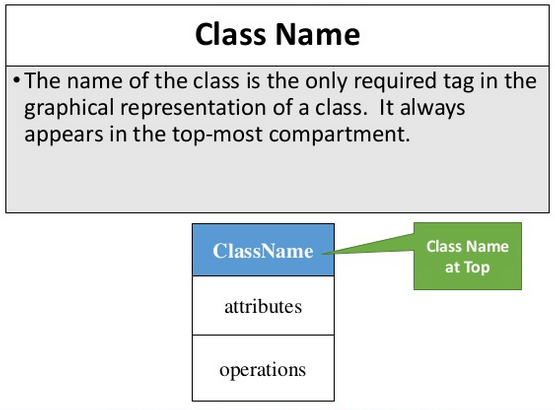 Class Name
•The name of the class is the only required tag in the
graphical representation of a class.  It always
appears in the top-most compartment.
ClassName
Class Name
at Top
attributes
operations